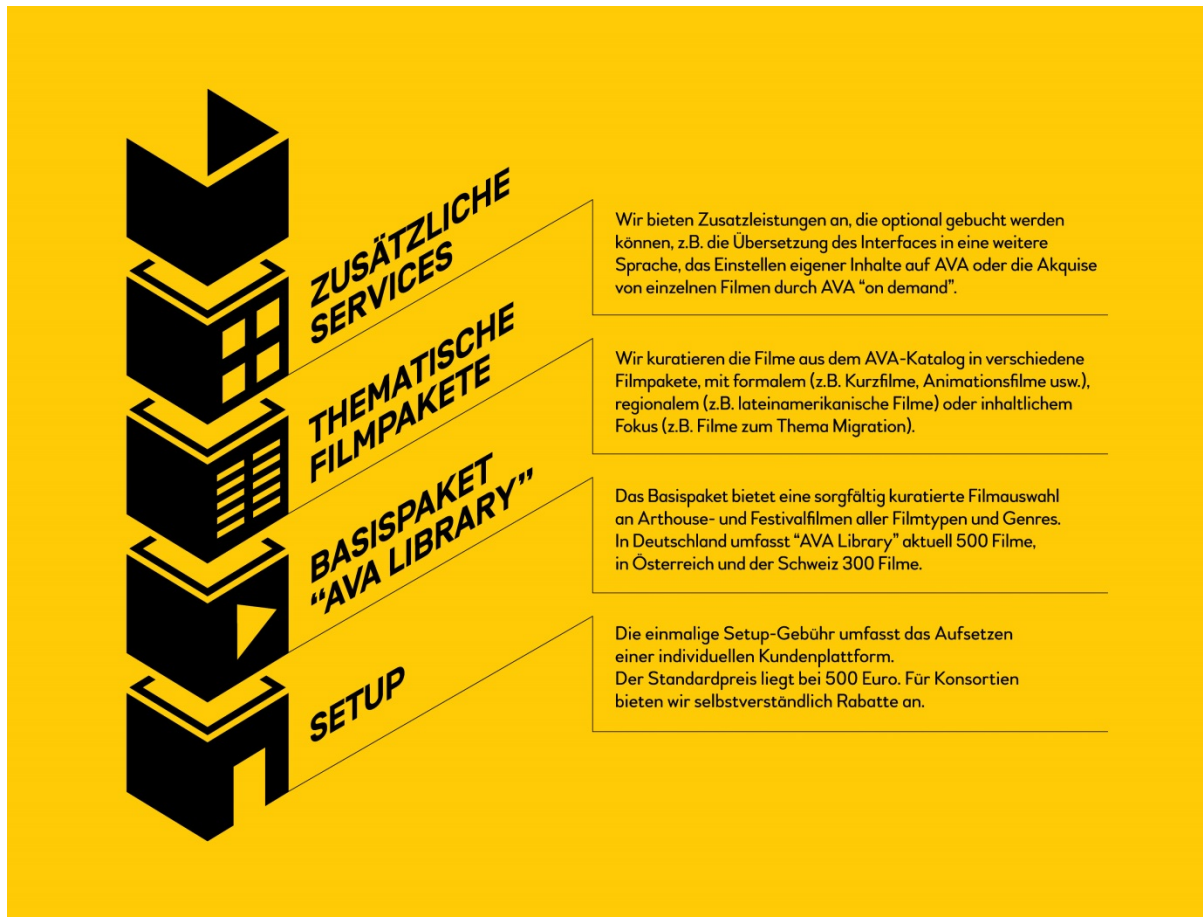 ZUSÄTZLICHE
SERVICES
Wir bieten Zusatzleistungen an, die optional gebucht werden
können, z.B. die Übersetzung des Interfaces in eine weitere
Sprache, das Einstellen eigener Inhalte auf AVA oder die Akquise
von einzelnen Filmen durch AVA “on demand”.
THEMATISCHE
FILMPAKETE
Wir kuratieren die Filme aus dem AVA-Katalog in verschiedene
Filmpakete, mit formalem (z.B. Kurzfilme, Animationsfilme usw.),
regionalem (z.B. lateinamerikanische Filme) oder inhaltlichem
Fokus (z.B. Filme zum Thema Migration).
BASISPAKET
“AVA LIBRARY”
Das Basispaket bietet eine sorgfältig kuratierte Filmauswahl
an Arthouse- und Festivalfilmen aller Filmtypen und Genres.
In Deutschland umfasst “AVA Library” aktuell 500 Filme,
in Österreich und der Schweiz 300 Filme.
SETUP
Die einmalige Setup-Gebühr umfasst das Aufsetzen
einer individuellen Kundenplattform.
Der Standardpreis liegt bei 500 Euro. Für Konsortien
bieten wir selbstverständlich Rabatte an.